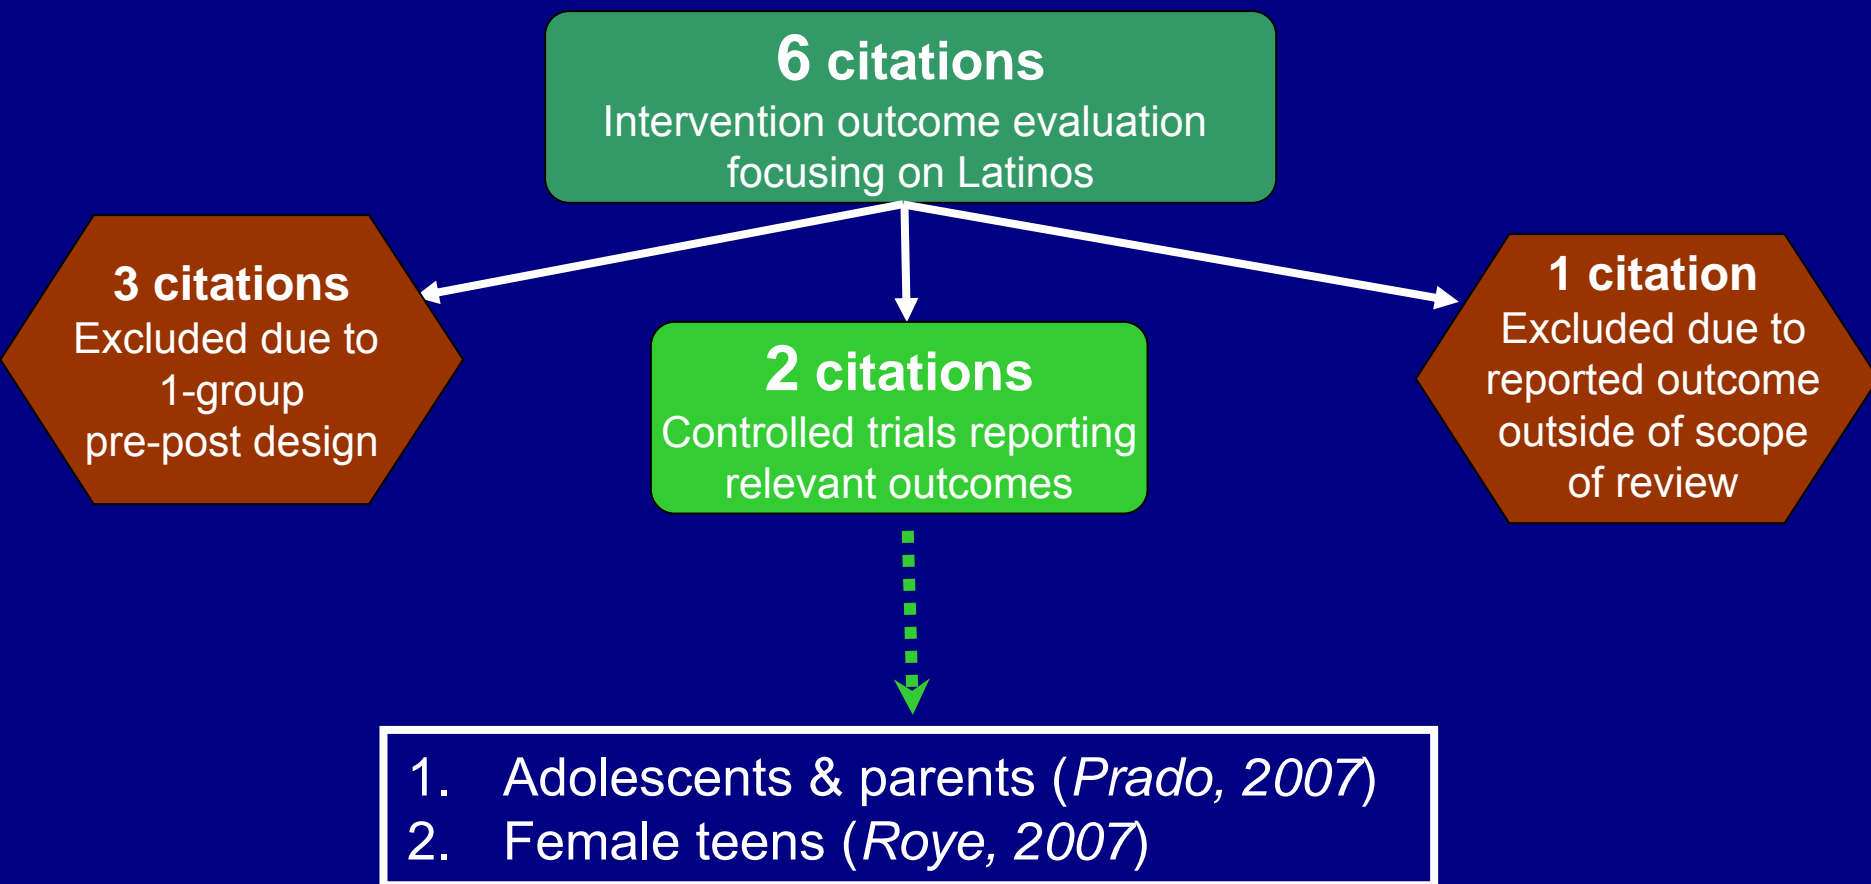 6 citations
Intervention outcome evaluation
focusing on Latinos
3 citations
Excluded due to
1-group
pre-post design
2 citations
Controlled trials reporting
relevant outcomes
1 citation
Excluded due to
reported outcome
outside of scope
of review
1. Adolescents & parents (Prado, 2007)
2. Female teens (Roye, 2007)